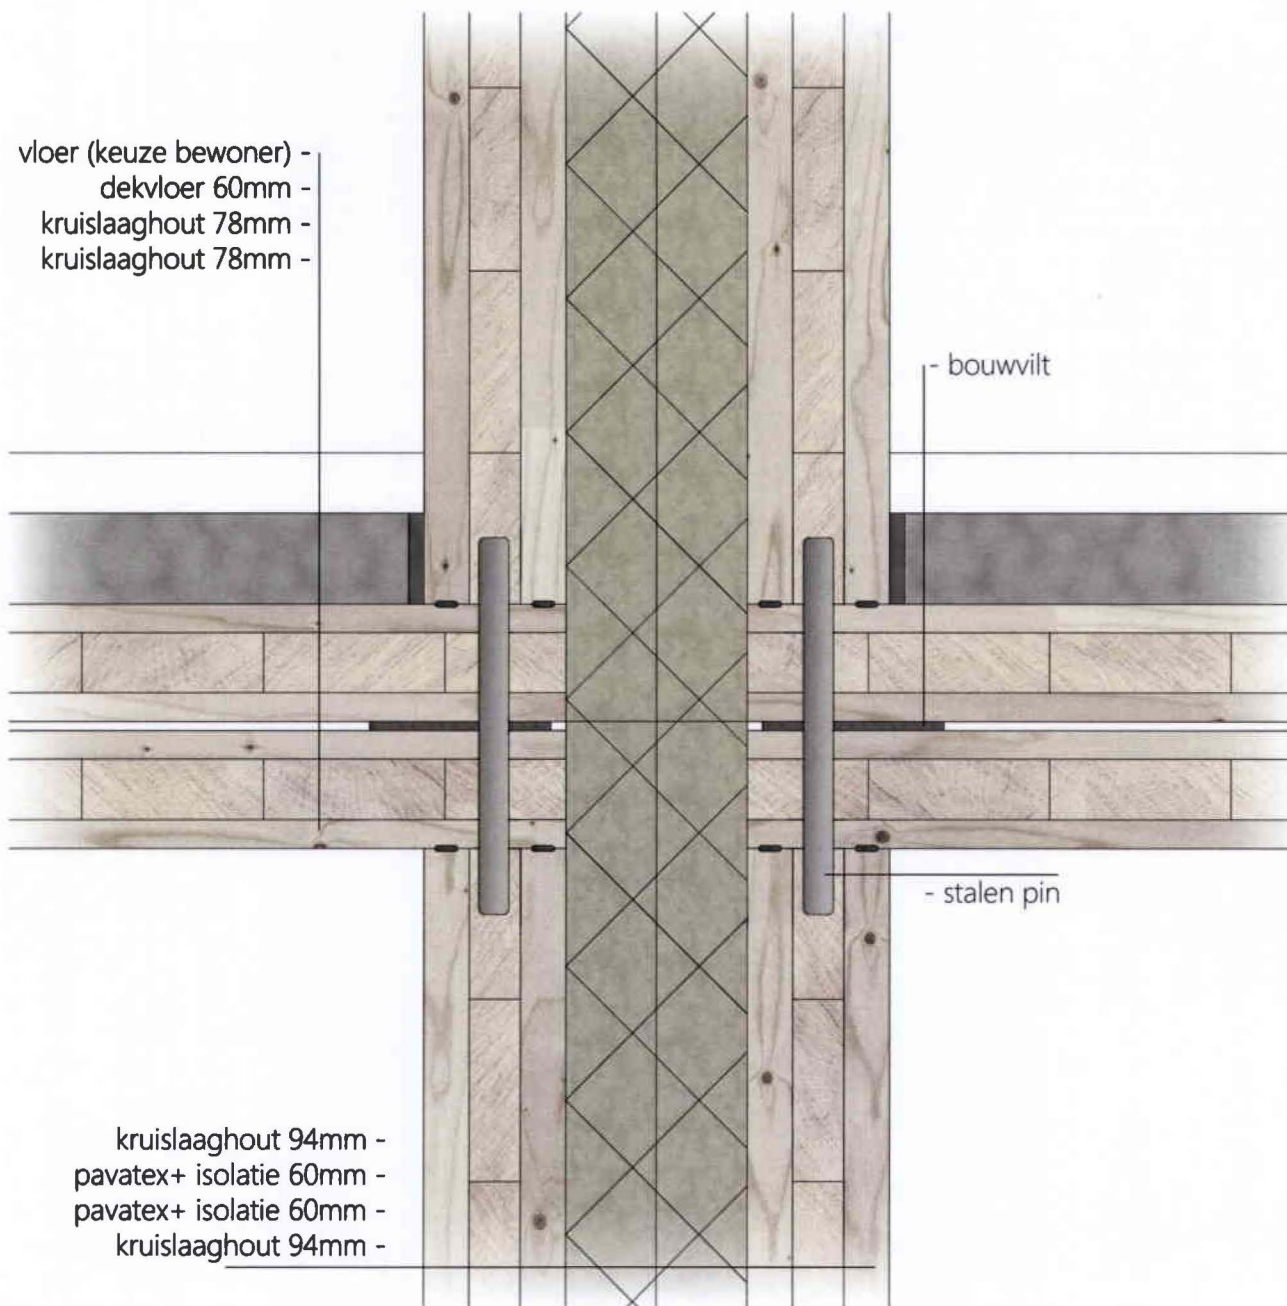 vloer (keuze bewoner) -
dekvloer 60mm -
kruislaaghout 78mm -
kruislaaghout 78mm -
- bouwvilt
- stalen pin
kruislaaghout 94mm -
pavatex+ isolatie 60mm -
pavatex+ isolatie 60mm -
kruislaaghout 94mm -